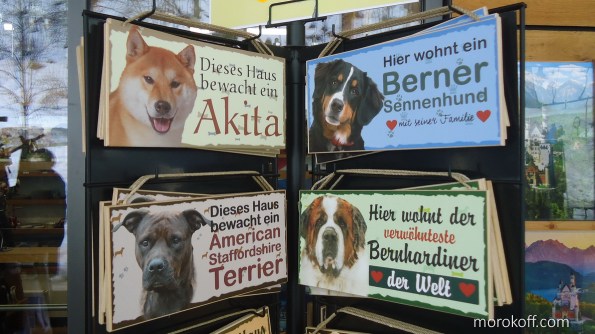 Dieses Haus
bewacht ein
Akita
Hier wohnt ein
Berner
Sennenhund
mit seiner Familie
Dieses Haus
bewacht ein
American
Staffordshire
Terrier
Hier wohnt der
verwöhnteste
Bernhardiner
der Welt
morokoff.com